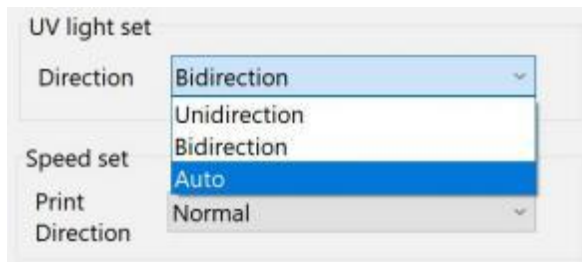 UV light set
Direction Bidirection
Unidirection
Bidirection
Auto
Speed set
Print Direction Normal